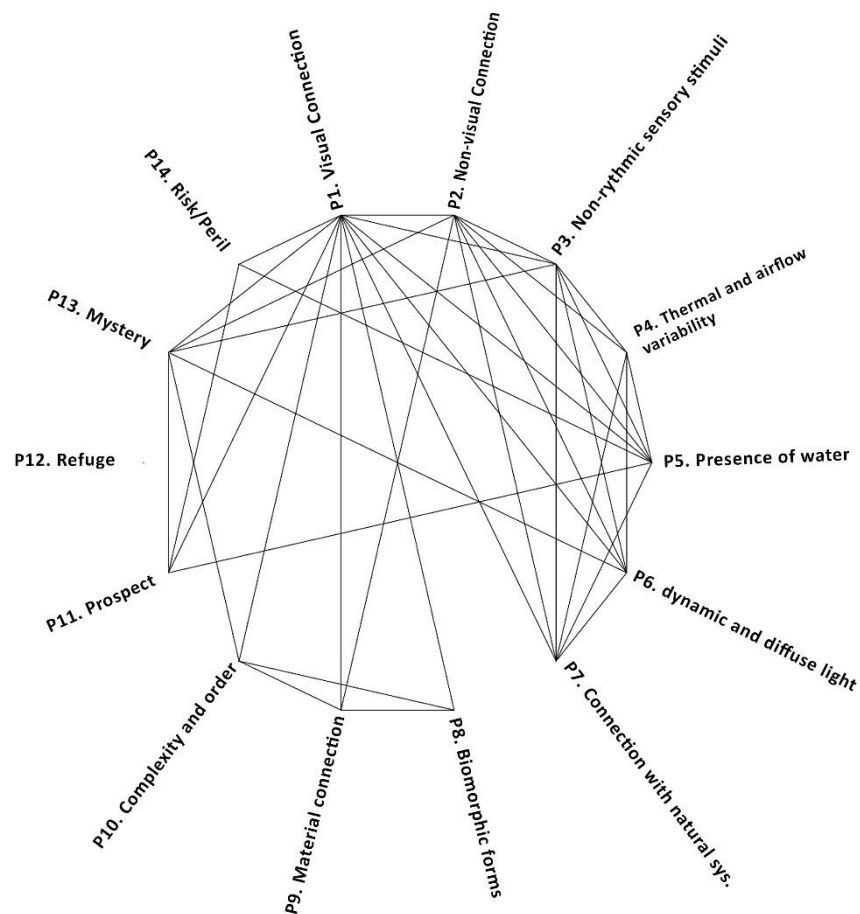 P1. Visual Connection
P2. Non-visual Connection
P3. Non-rythmic sensory stimuli
P4. Thermal and airflow
variability
P5. Presence of water
P6. dynamic and diffuse light
P7. Connection with natural sys.
P8. Biomorphic forms
P9. Material connection
P10. Complexity and order
P11. Prospect
P12. Refuge
P13. Mystery
P14. Risk/Peril